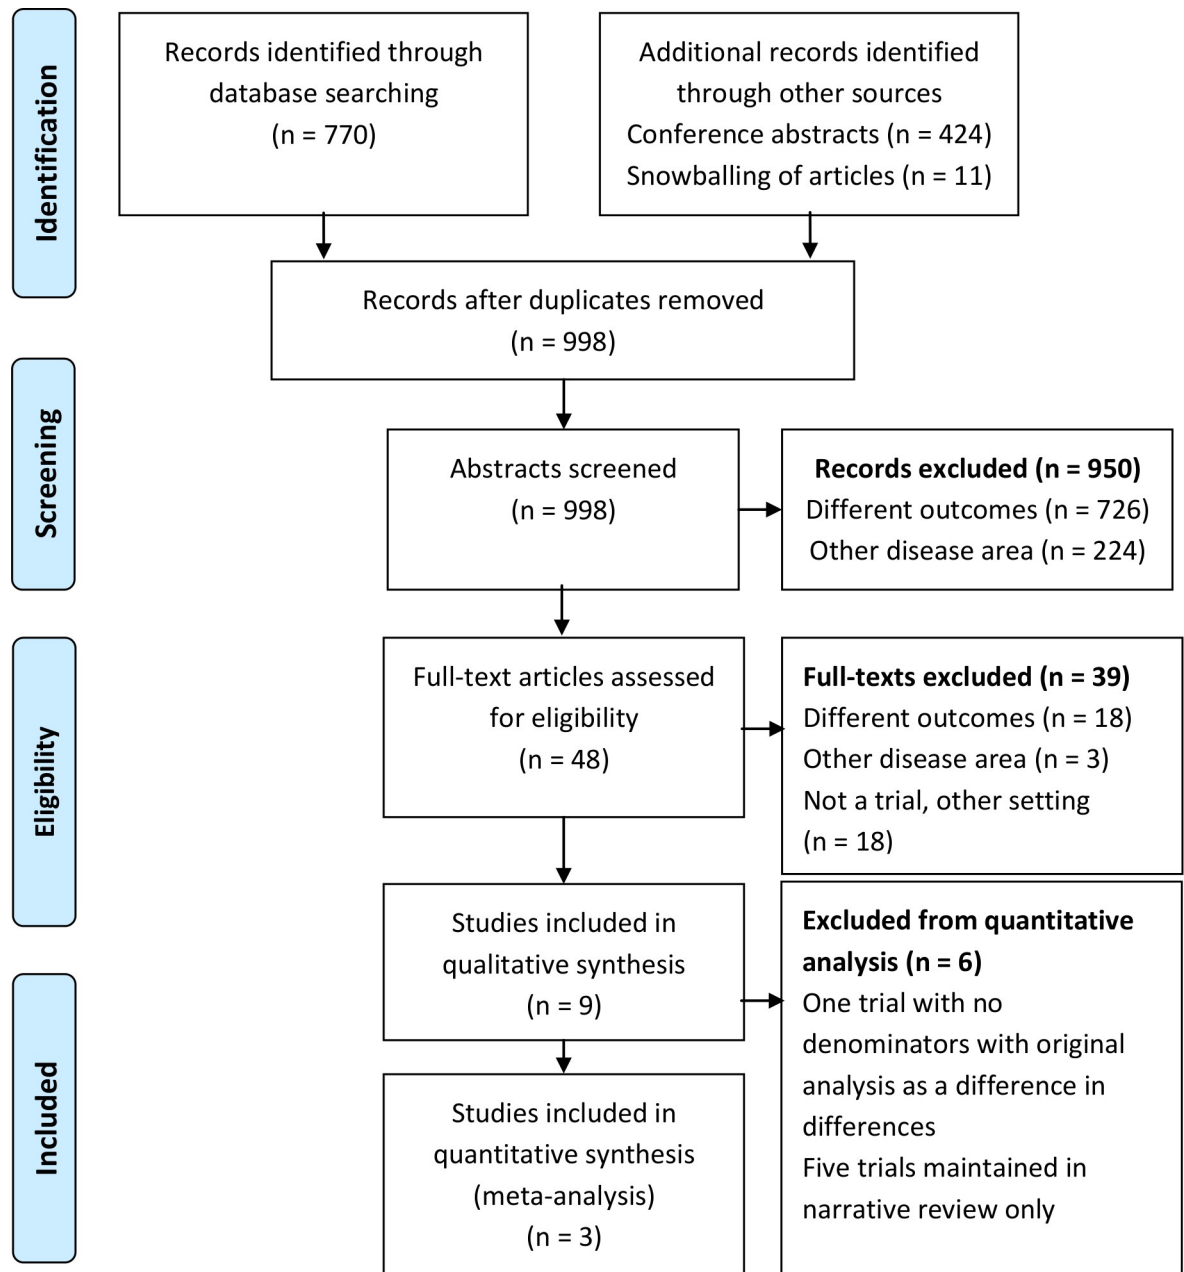 Identification
Records identified through
database searching
(n = 770)
Additional records identified
through other sources
Conference abstracts (n = 424)
Snowballing of articles (n = 11)
Records after duplicates removed
(n = 998)
Screening
Abstracts screened
(n = 998)
Records excluded (n = 950)
Different outcomes (n = 726)
Other disease area (n = 224)
Eligibility
Full-text articles assessed
for eligibility
(n = 48)
Full-texts excluded (n = 39)
Different outcomes (n = 18)
Other disease area (n = 3)
Not a trial, other setting
(n = 18)
Studies included in
qualitative synthesis
(n = 9)
Excluded from quantitative
analysis (n = 6)
One trial with no
denominators with original
analysis as a difference in
differences
Five trials maintained in
narrative review only
Included
Studies included in
quantitative synthesis
(meta-analysis)
(n = 3)